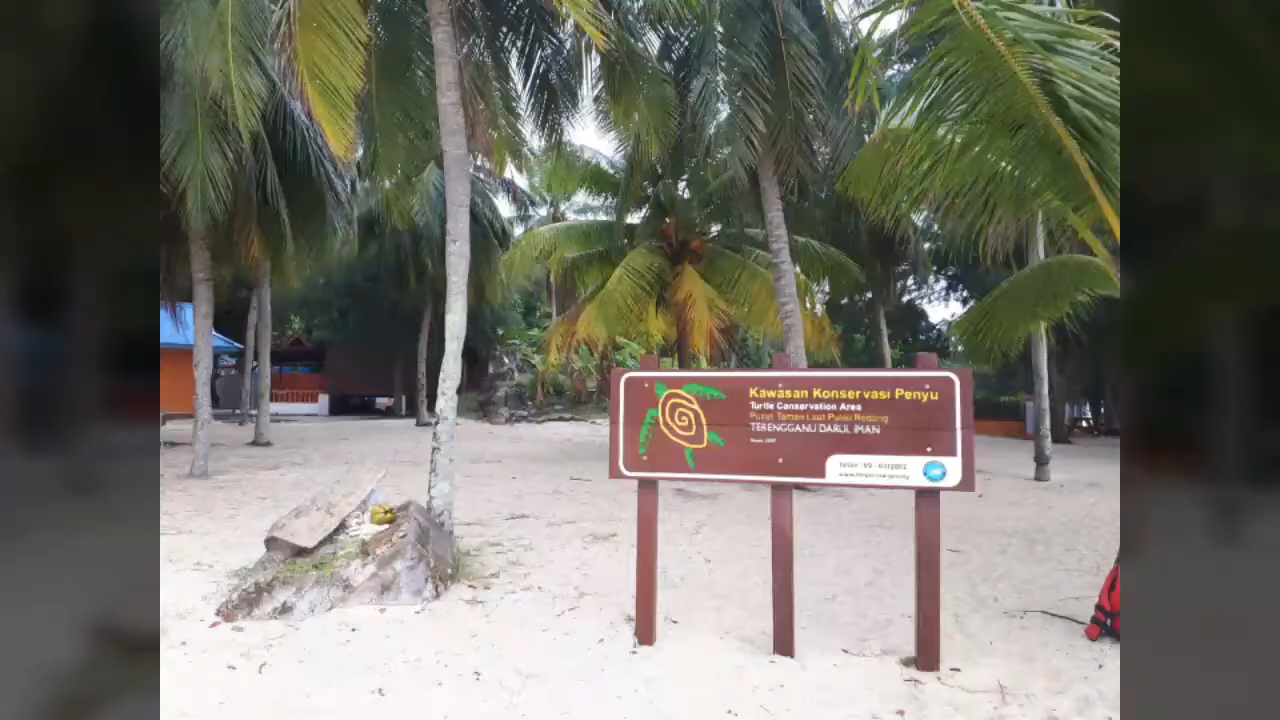 Kawasan Konservasi Penyu
Turtle Conservation Area
Pusat Taman Laut Pulau Redang
TERENGGANU DARUL IMAN